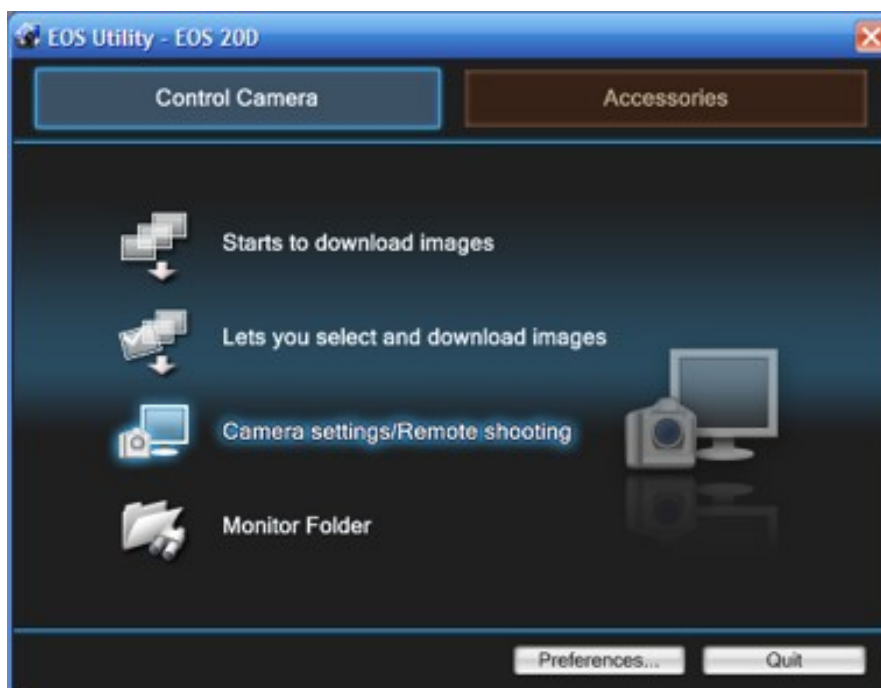 EOS Utility - EOS 20D
Control Camera
Accessories
Starts to download images
Lets you select and download images
Camera settings/Remote shooting
Monitor Folder
Preferences...
Quit